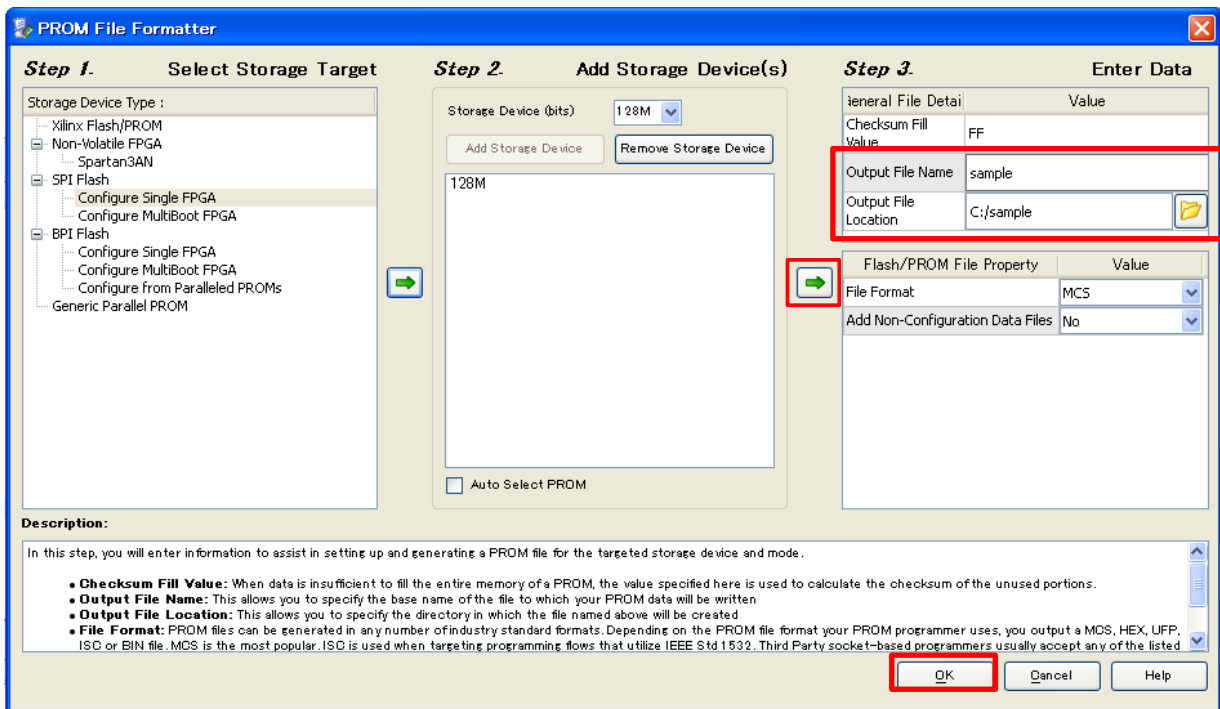 PROM File Formatter
Step 1. Select Storage Target
Storage Device Type :
Xilinx Flash/PROM
Non-Volatile FPGA
Spartan3AN
SPI Flash
Configure Single FPGA
Configure MultiBoot FPGA
BPI Flash
Configure Single FPGA
Configure MultiBoot FPGA
Configure from Paralleled PROMs
Generic Parallel PROM
Step 2. Add Storage Device(s)
Storage Device (bits) 128M
Add Storage Device Remove Storage Device
128M
Auto Select PROM
Step 3. Enter Data
General File Detai Value
Checksum Fill
Value FF
Output File Name sample
Output File
Location C:/sample
Flash/PROM File Property Value
File Format MCS
Add Non-Configuration Data Files No
Description:
In this step, you will enter information to assist in setting up and generating a PROM file for the targeted storage device and mode.
• Checksum Fill Value: When data is insufficient to fill the entire memory of a PROM, the value specified here is used to calculate the checksum of the unused portions.
• Output File Name: This allows you to specify the base name of the file to which your PROM data will be written
• Output File Location: This allows you to specify the directory in which the file named above will be created
• File Format: PROM files can be generated in any number of industry standard formats. Depending on the PROM file format your PROM programmer uses, you output a MCS, HEX, UFP,
ISC or BIN file. MCS is the most popular. ISC is used when targeting programming flows that utilize IEEE Std 1532. Third Party socket-based programmers usually accept any of the listed
OK Cancel Help